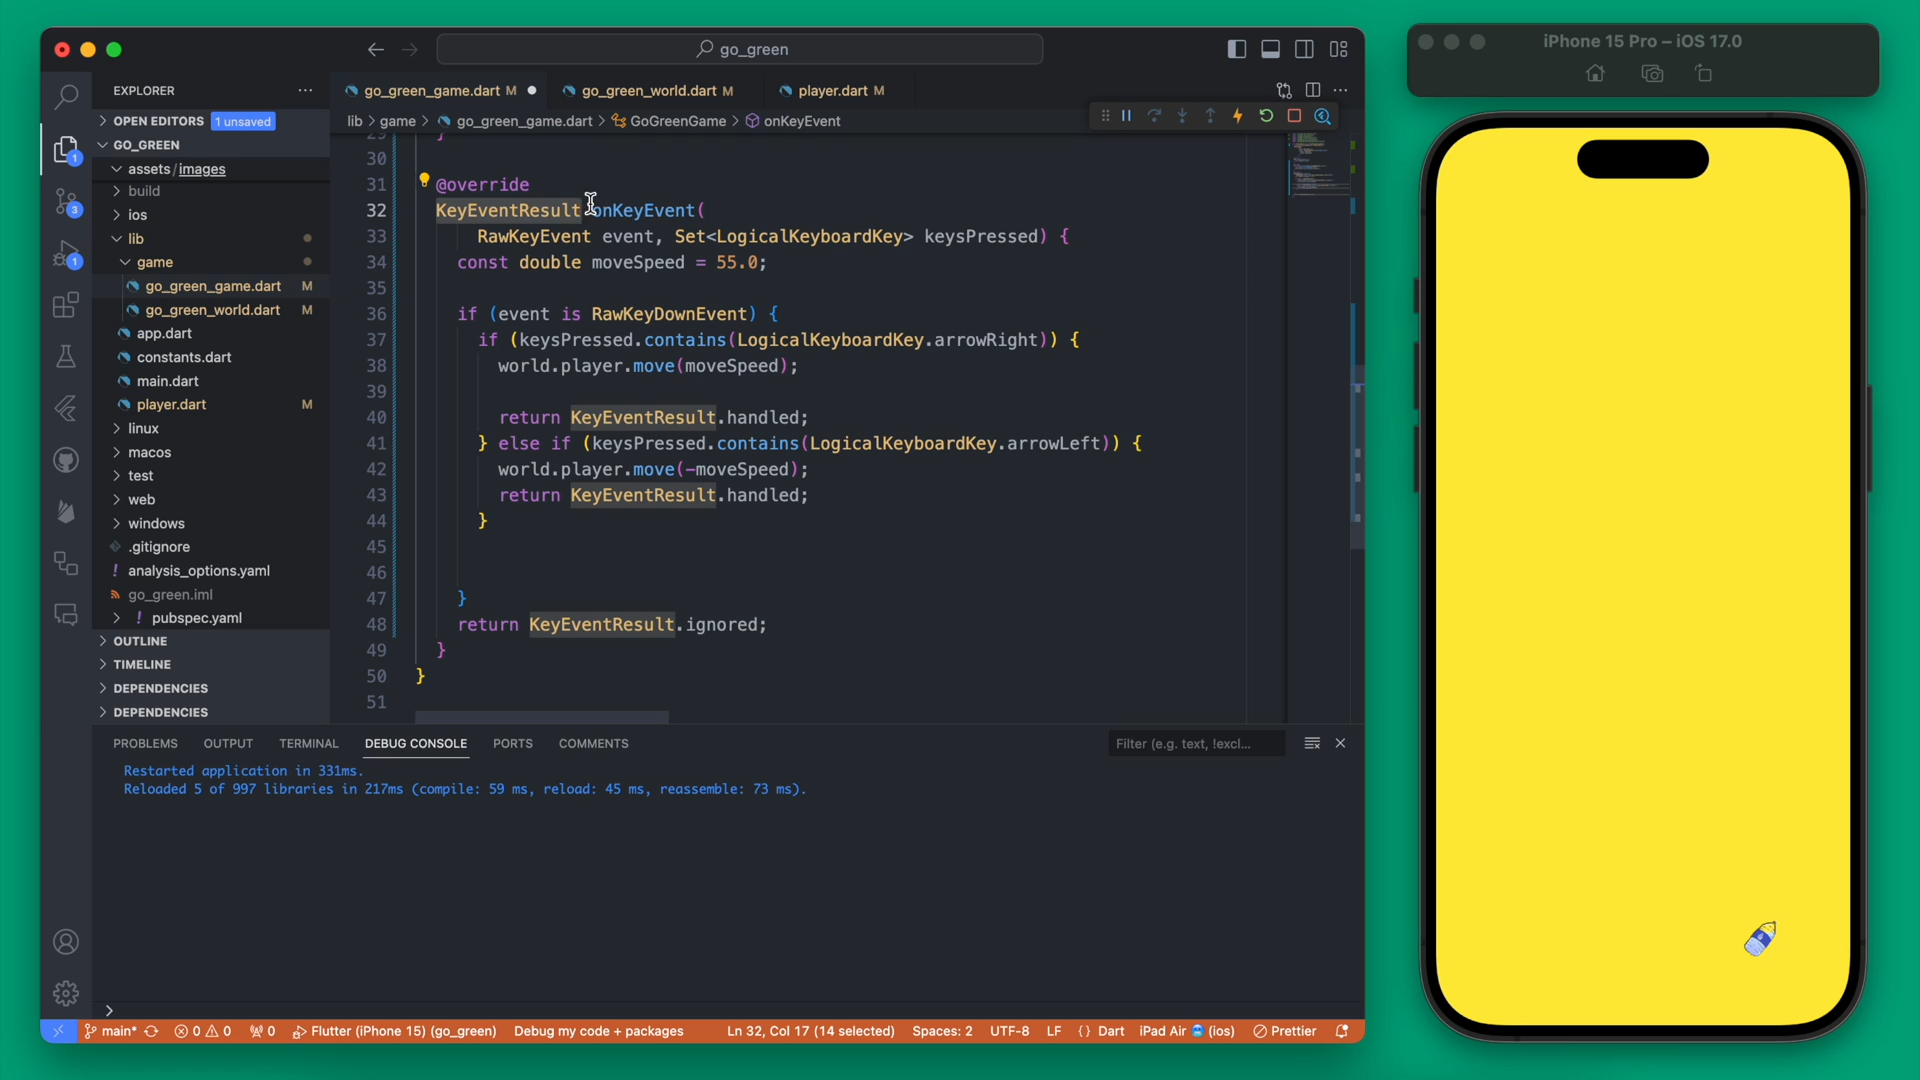 go_green
EXPLORER
OPEN EDITORS 1 unsaved
GO_GREEN
assets/images
build
ios
lib
game
go_green_game.dart M
go_green_world.dart M
app.dart
constants.dart
main.dart
player.dart M
linux
macos
test
web
windows
.gitignore
! analysis_options.yaml
go_green.iml
! pubspec.yaml
OUTLINE
TIMELINE
DEPENDENCIES
DEPENDENCIES
1
3
1
go_green_game.dart M
go_green_world.dart M
player.dart M
lib > game > go_green_game.dart > GoGreenGame > onKeyEvent
29 }
30
31 @override
32 KeyEventResult onKeyEvent(
33 RawKeyEvent event, Set<LogicalKeyboardKey> keysPressed) {
34 const double moveSpeed = 55.0;
35
36 if (event is RawKeyDownEvent) {
37 if (keysPressed.contains(LogicalKeyboardKey.arrowRight)) {
38 world.player.move(moveSpeed);
39
40 return KeyEventResult.handled;
41 } else if (keysPressed.contains(LogicalKeyboardKey.arrowLeft)) {
42 world.player.move(-moveSpeed);
43 return KeyEventResult.handled;
44 }
45
46
47 }
48 return KeyEventResult.ignored;
49 }
50 }
51
PROBLEMS OUTPUT TERMINAL DEBUG CONSOLE PORTS COMMENTS
Filter (e.g. text, !excl...
Restarted application in 331ms.
Reloaded 5 of 997 libraries in 217ms (compile: 59 ms, reload: 45 ms, reassemble: 73 ms).
main* 0 0 0 Flutter (iPhone 15) (go_green) Debug my code + packages Ln 32, Col 17 (14 selected) Spaces: 2 UTF-8 LF {} Dart iPad Air (ios) Prettier
iPhone 15 Pro – iOS 17.0